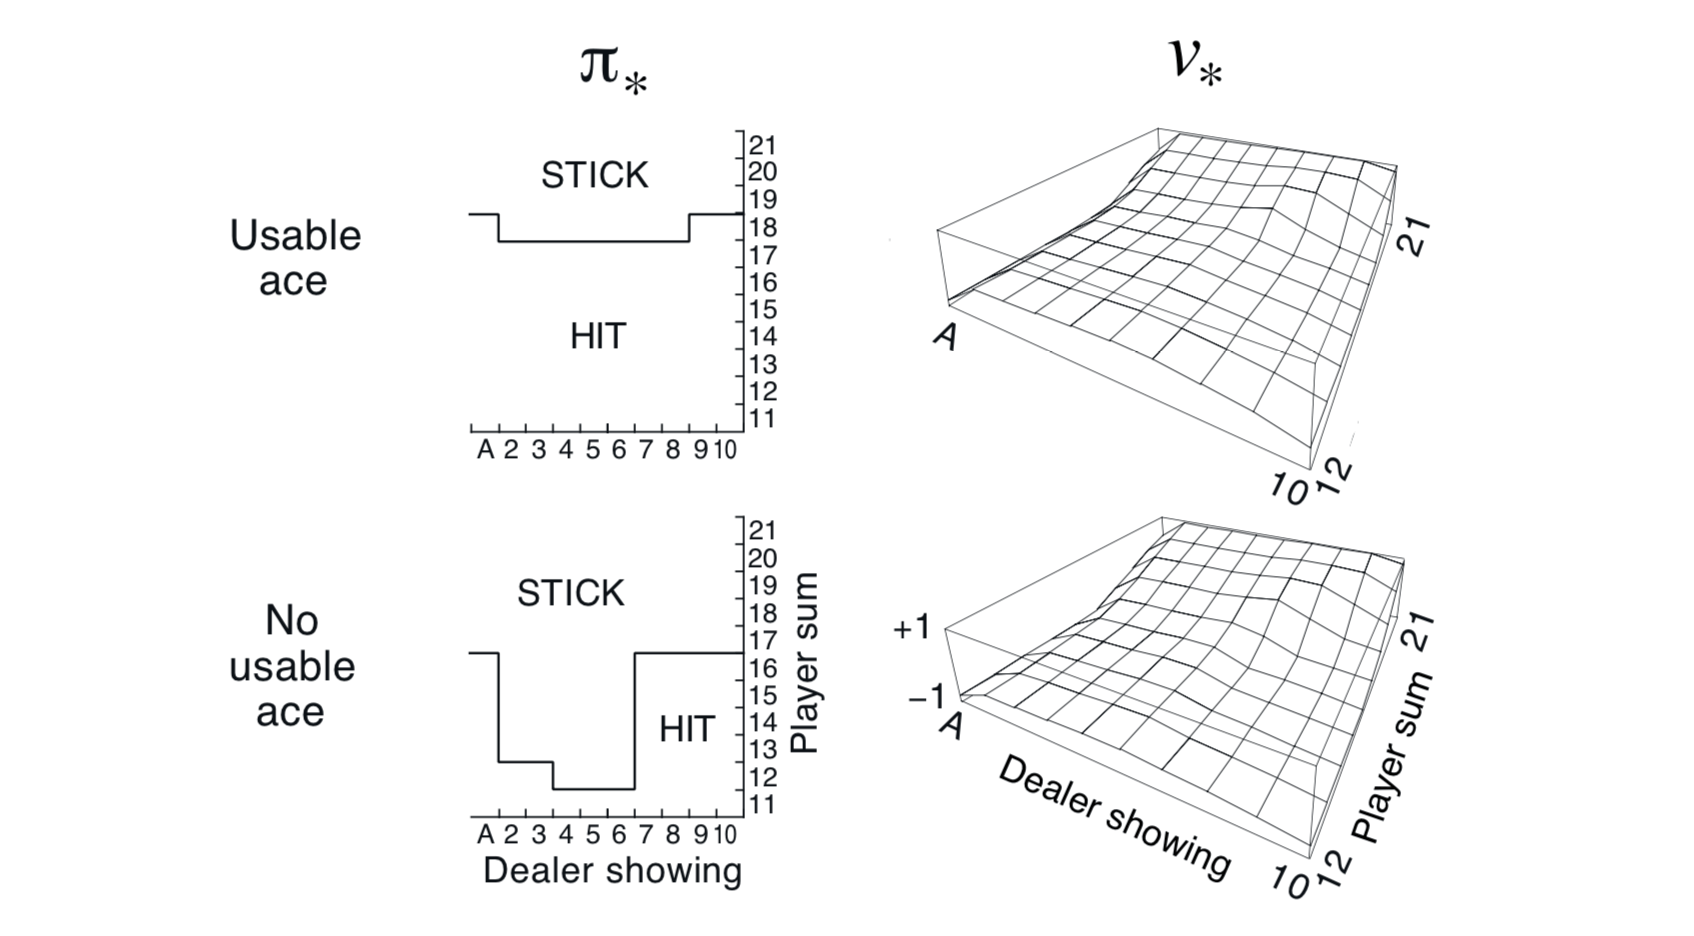 π*
v*
Usable
ace
STICK
HIT
21
20
19
18
17
16
15
14
13
12
11
A 2 3 4 5 6 7 8 9 10
A
10
12
21
No
usable
ace
STICK
HIT
21
20
19
18
17
16
15
14
13
12
11
Player sum
A 2 3 4 5 6 7 8 9 10
Dealer showing
+1
−1
A
Dealer showing
10
12
Player sum
21